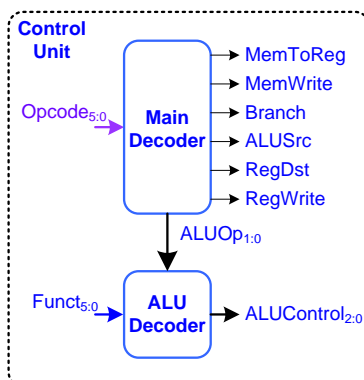 Control
Unit
MemToReg
MemWrite
Branch
ALUSrc
RegDst
RegWrite
Opcode5:0
Main
Decoder
ALUOp1:0
Funct5:0
ALU
Decoder
ALUControl2:0